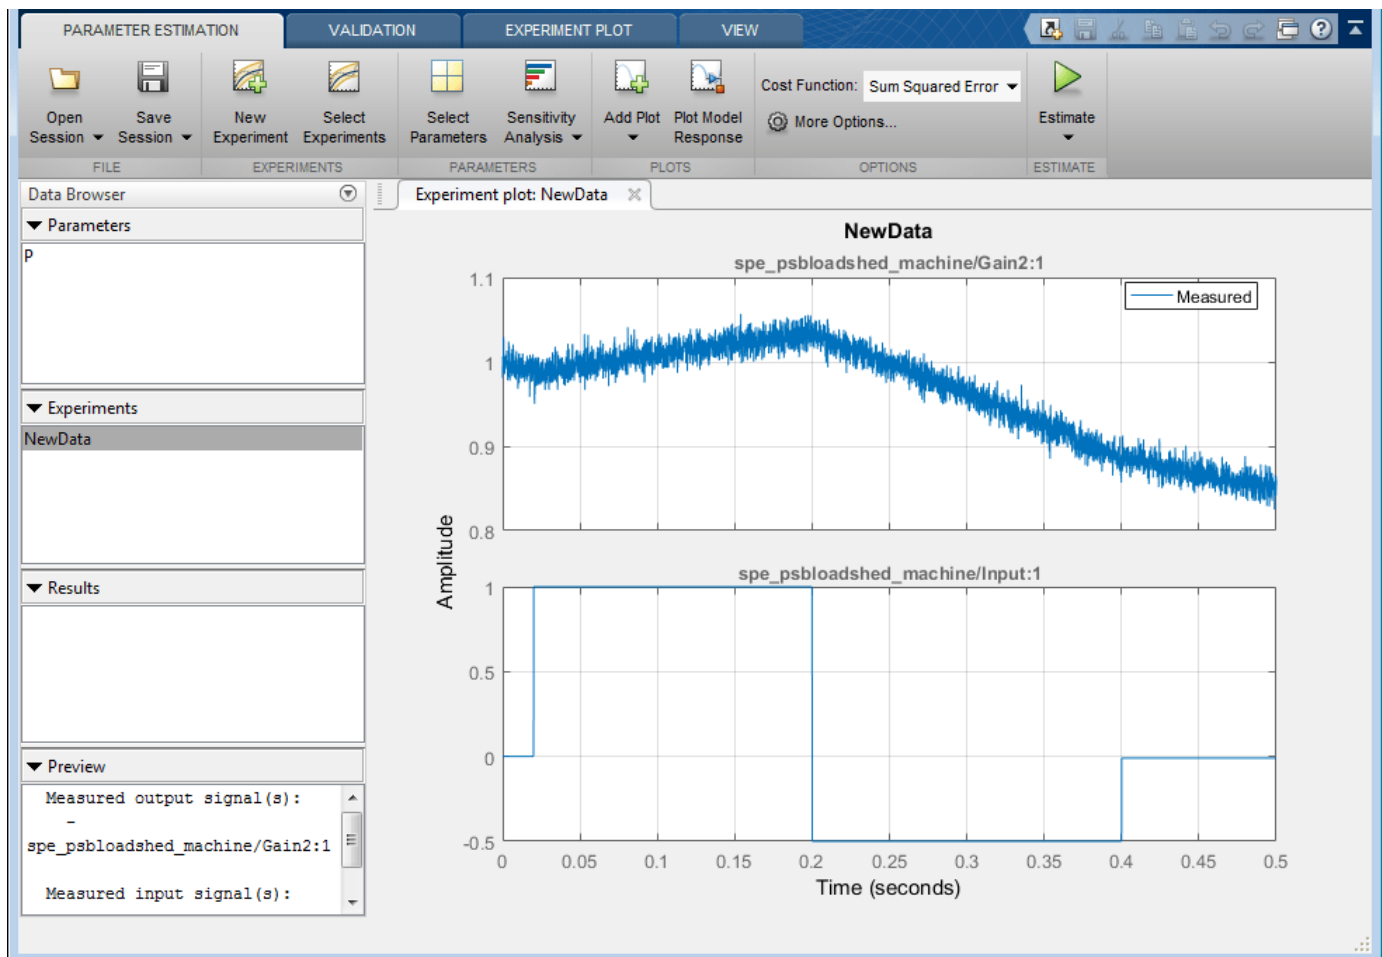 PARAMETER ESTIMATION VALIDATION EXPERIMENT PLOT VIEW
Open Session Save Session New Experiment Select Experiments Select Parameters Sensitivity Analysis Add Plot Plot Model Response Cost Function: Sum Squared Error Estimate
More Options...
FILE EXPERIMENTS PARAMETERS PLOTS OPTIONS ESTIMATE
Data Browser
Parameters
P
Experiments
NewData
Results
Preview
Measured output signal(s):
-
spe_psbloadshed_machine/Gain2:1
Measured input signal(s):
Experiment plot: NewData
NewData
spe_psbloadshed_machine/Gain2:1
Measured
1.1
1
0.9
0.8
Amplitude
spe_psbloadshed_machine/Input:1
1
0.5
0
-0.5
0 0.05 0.1 0.15 0.2 0.25 0.3 0.35 0.4 0.45 0.5
Time (seconds)